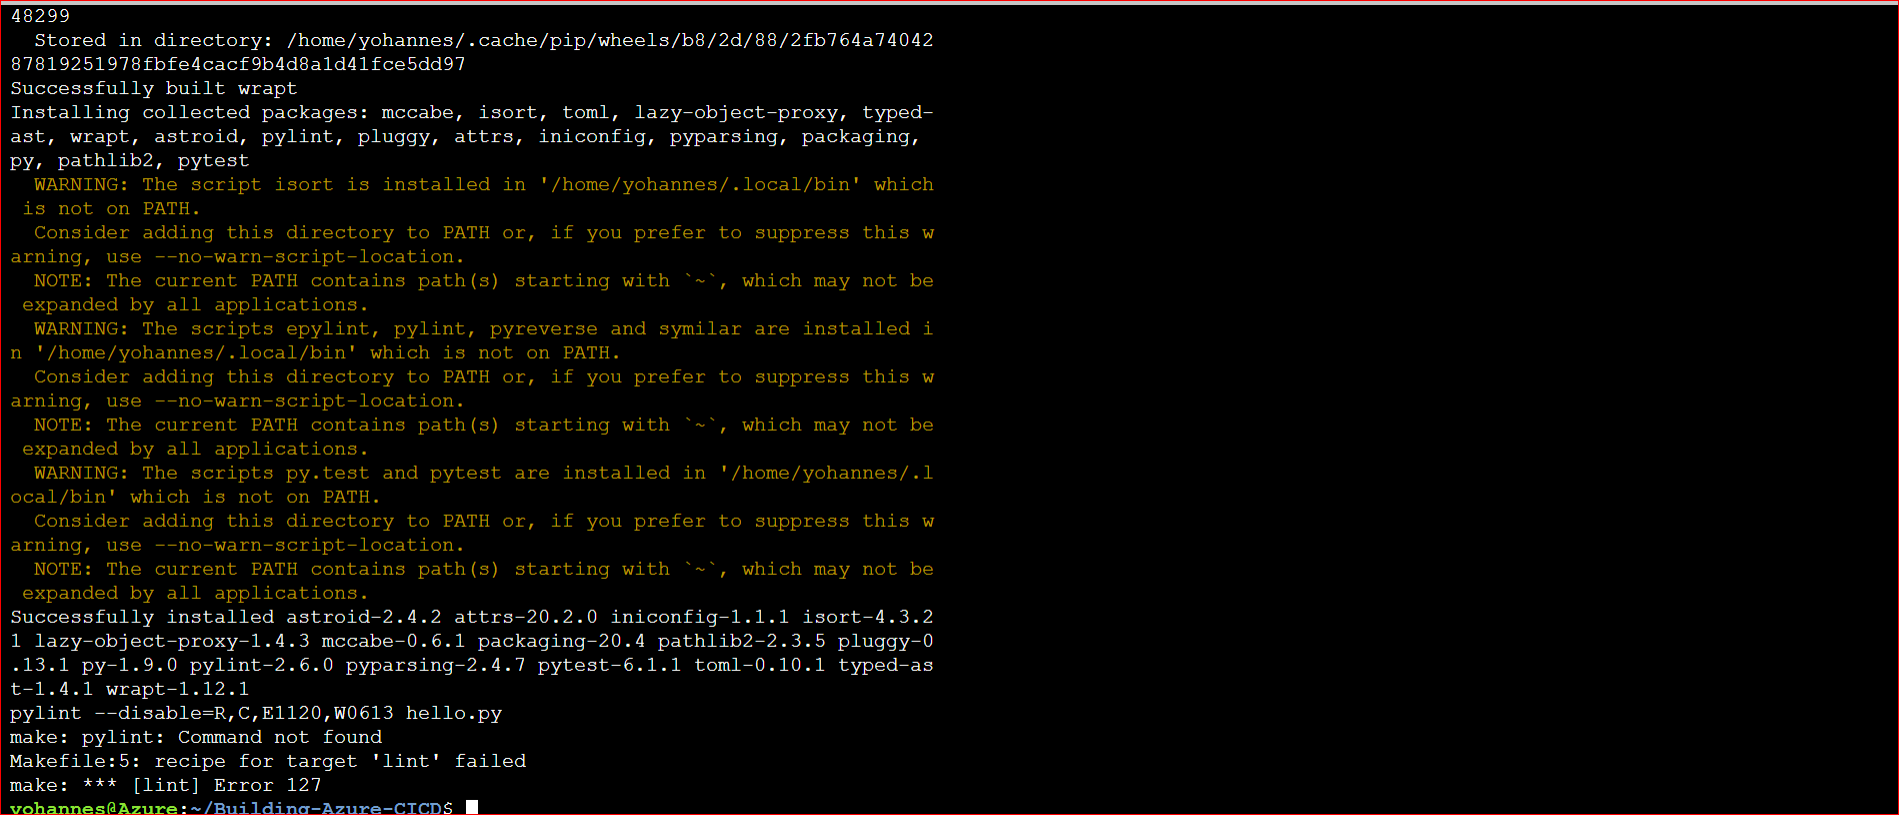 48299
  Stored in directory: /home/yohannes/.cache/pip/wheels/b8/2d/88/2fb764a74042
87819251978fbfe4cacf9b4d8a1d41fce5dd97
Successfully built wrapt
Installing collected packages: mccabe, isort, toml, lazy-object-proxy, typed-
ast, wrapt, astroid, pylint, pluggy, attrs, iniconfig, pyparsing, packaging,
py, pathlib2, pytest
  WARNING: The script isort is installed in '/home/yohannes/.local/bin' which
 is not on PATH.
  Consider adding this directory to PATH or, if you prefer to suppress this w
arning, use --no-warn-script-location.
  NOTE: The current PATH contains path(s) starting with `~`, which may not be
 expanded by all applications.
  WARNING: The scripts epylint, pylint, pyreverse and symilar are installed i
n '/home/yohannes/.local/bin' which is not on PATH.
  Consider adding this directory to PATH or, if you prefer to suppress this w
arning, use --no-warn-script-location.
  NOTE: The current PATH contains path(s) starting with `~`, which may not be
 expanded by all applications.
  WARNING: The scripts py.test and pytest are installed in '/home/yohannes/.l
ocal/bin' which is not on PATH.
  Consider adding this directory to PATH or, if you prefer to suppress this w
arning, use --no-warn-script-location.
  NOTE: The current PATH contains path(s) starting with `~`, which may not be
 expanded by all applications.
Successfully installed astroid-2.4.2 attrs-20.2.0 iniconfig-1.1.1 isort-4.3.2
1 lazy-object-proxy-1.4.3 mccabe-0.6.1 packaging-20.4 pathlib2-2.3.5 pluggy-0
.13.1 py-1.9.0 pylint-2.6.0 pyparsing-2.4.7 pytest-6.1.1 toml-0.10.1 typed-as
t-1.4.1 wrapt-1.12.1
pylint --disable=R,C,E1120,W0613 hello.py
make: pylint: Command not found
Makefile:5: recipe for target 'lint' failed
make: *** [lint] Error 127
yohannes@Azure:~/Building-Azure-CICD$